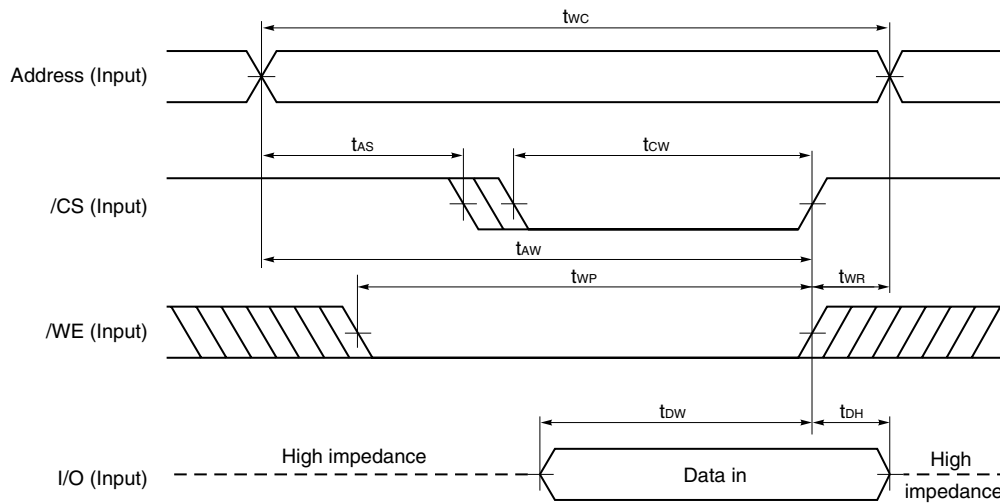 tWC
Address (Input)
tAS
tCW
/CS (Input)
tAW
tWP
tWR
/WE (Input)
tDW
tDH
I/O (Input)
High impedance
Data in
High
impedance